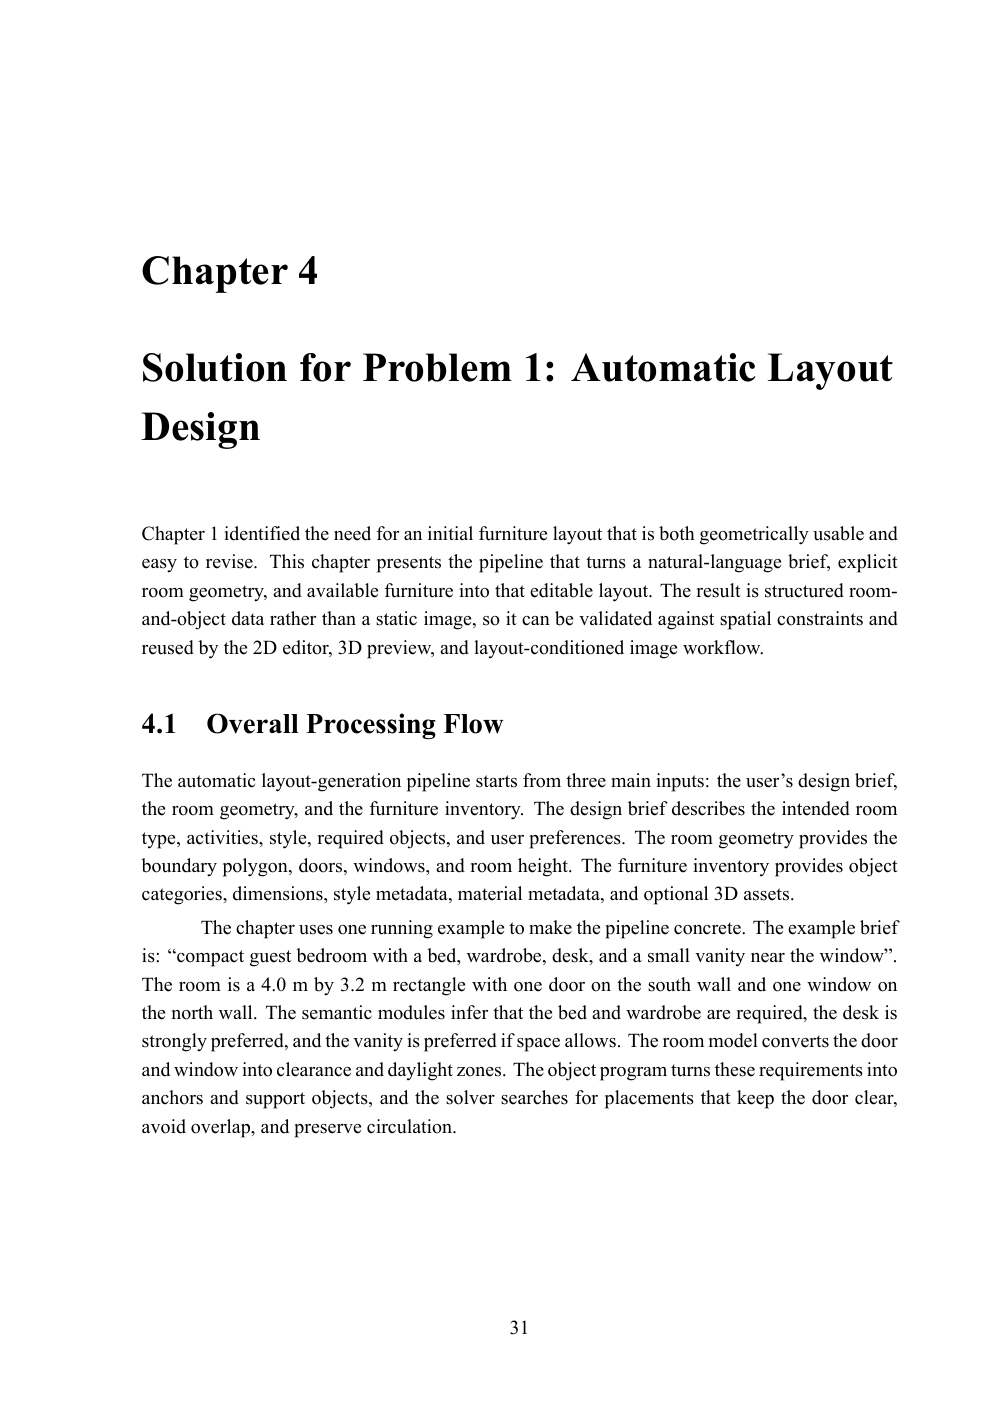 Chapter 4
Solution for Problem 1: Automatic Layout
Design
Chapter 1 identified the need for an initial furniture layout that is both geometrically usable and
easy to revise. This chapter presents the pipeline that turns a natural-language brief, explicit
room geometry, and available furniture into that editable layout. The result is structured room-
and-object data rather than a static image, so it can be validated against spatial constraints and
reused by the 2D editor, 3D preview, and layout-conditioned image workflow.
4.1 Overall Processing Flow
The automatic layout-generation pipeline starts from three main inputs: the user’s design brief,
the room geometry, and the furniture inventory. The design brief describes the intended room
type, activities, style, required objects, and user preferences. The room geometry provides the
boundary polygon, doors, windows, and room height. The furniture inventory provides object
categories, dimensions, style metadata, material metadata, and optional 3D assets.
The chapter uses one running example to make the pipeline concrete. The example brief
is: “compact guest bedroom with a bed, wardrobe, desk, and a small vanity near the window”.
The room is a 4.0 m by 3.2 m rectangle with one door on the south wall and one window on
the north wall. The semantic modules infer that the bed and wardrobe are required, the desk is
strongly preferred, and the vanity is preferred if space allows. The room model converts the door
and window into clearance and daylight zones. The object program turns these requirements into
anchors and support objects, and the solver searches for placements that keep the door clear,
avoid overlap, and preserve circulation.
31